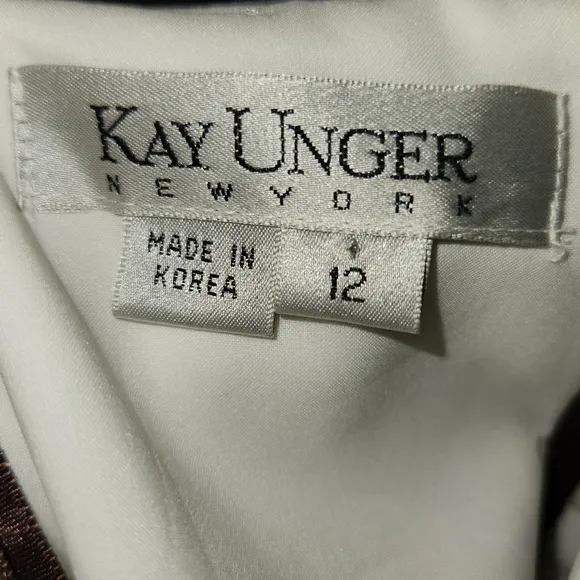 KAY UNGER
NEW YORK
MADE IN
KOREA
12